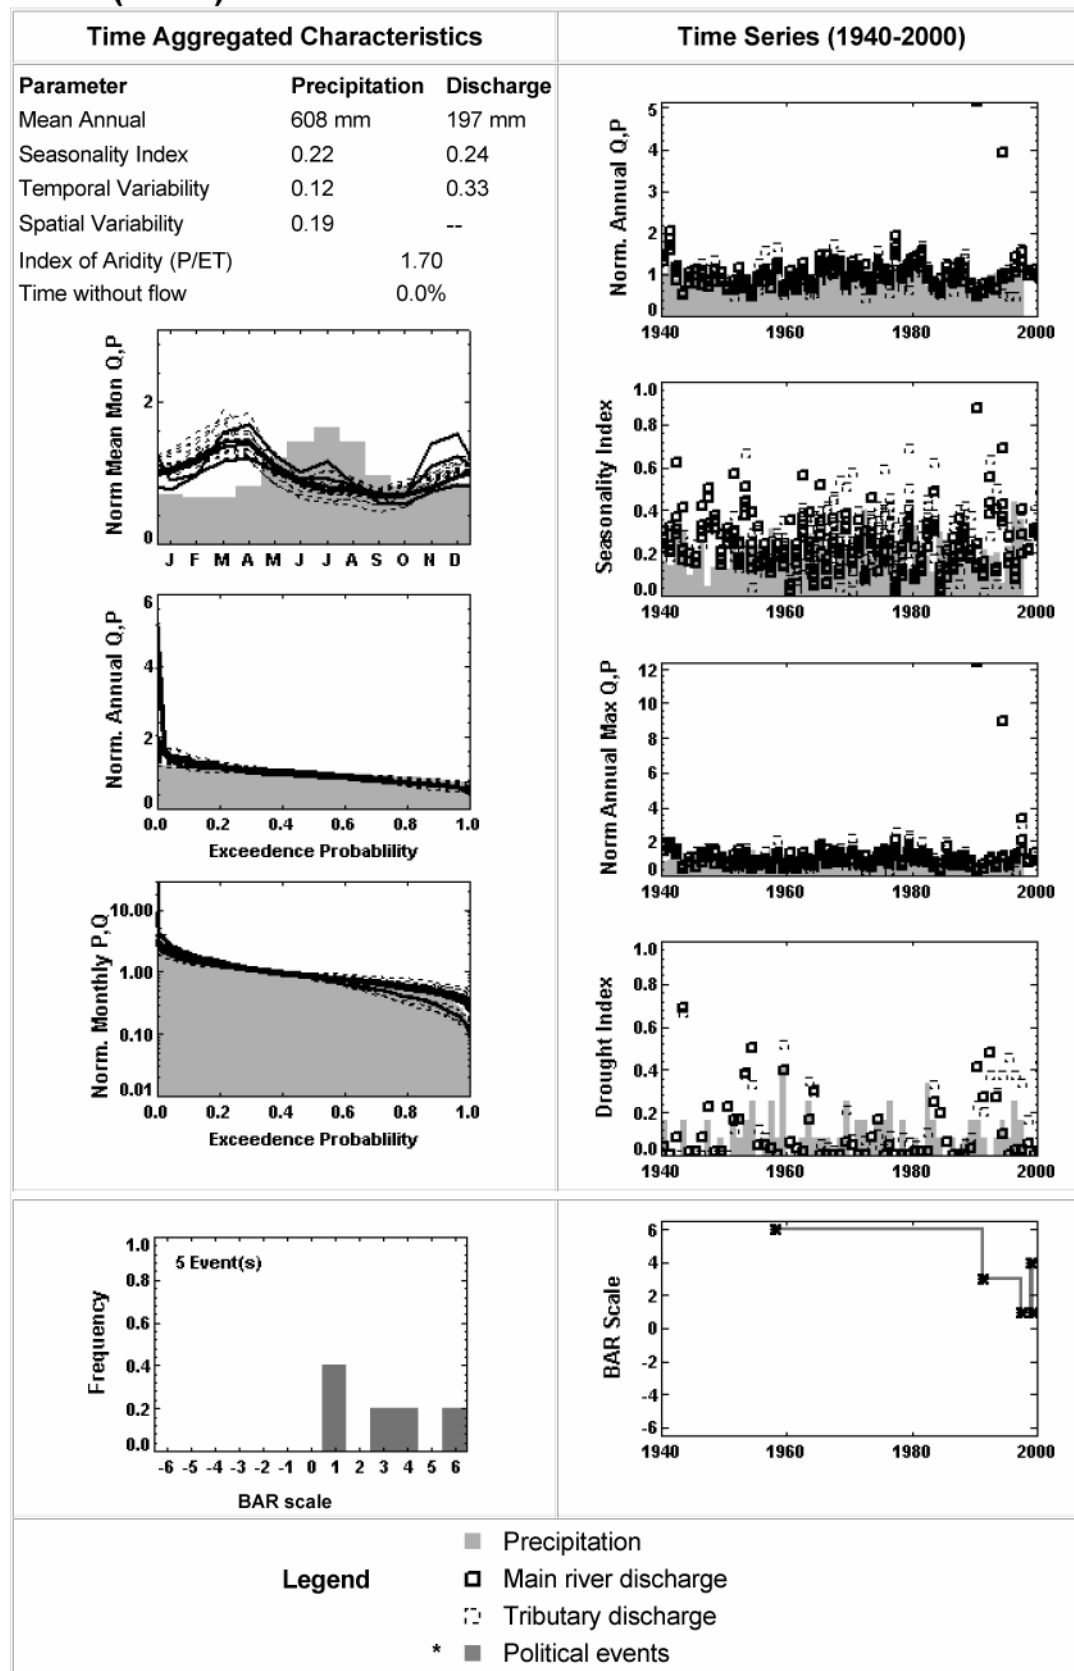 Time Aggregated Characteristics
Parameter Precipitation Discharge
Mean Annual 608 mm 197 mm
Seasonality Index 0.22 0.24
Temporal Variability 0.12 0.33
Spatial Variability 0.19 --
Index of Aridity (P/ET) 1.70
Time without flow 0.0%
Norm Mean Mon Q,P
2
0
J F M A M J J A S O N D
Norm. Annual Q,P
6
4
2
0
0.0 0.2 0.4 0.6 0.8 1.0
Exceedence Probablility
Norm. Monthly P,Q
10.00
1.00
0.10
0.01
0.0 0.2 0.4 0.6 0.8 1.0
Exceedence Probablility
Time Series (1940-2000)
Norm. Annual Q,P
5
4
3
2
1
0
1940 1960 1980 2000
Seasonality Index
1.0
0.8
0.6
0.4
0.2
0.0
1940 1960 1980 2000
Norm Annual Max Q,P
12
10
8
6
4
2
0
1940 1960 1980 2000
Drought Index
1.0
0.8
0.6
0.4
0.2
0.0
1940 1960 1980 2000
Frequency
5 Event(s)
1.0
0.8
0.6
0.4
0.2
0.0
-6 -5 -4 -3 -2 -1 0 1 2 3 4 5 6
BAR scale
BAR Scale
6
4
2
0
-2
-4
-6
1940 1960 1980 2000
Legend
Precipitation
Main river discharge
Tributary discharge
* Political events